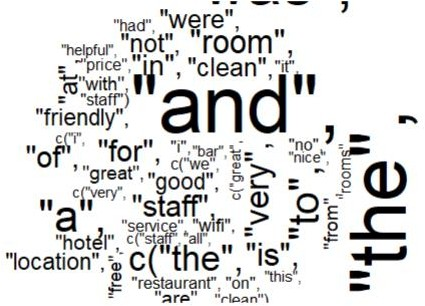 "had", "were",
"helpful", "not", "room",
"price", "in", "clean", "it",
"at",
"with",
"staff")
"and",
"friendly",
c("i",
"of", "for", "i", "bar", "no",
"great", c("we", "nice",
"good", c("great", "very", "rooms",
c("very",
"a", "staff", "to", "from", "the",
"service", "wifi",
"hotel", c("staff", "all",
"location", c("the", "is",
"free", "restaurant", "on", "this",
"are" "clean")